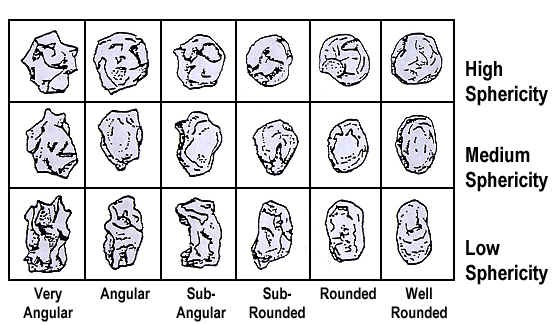 High
Sphericity
Medium
Sphericity
Low
Sphericity
Very
Angular
Angular
Sub-
Angular
Sub-
Rounded
Rounded
Well
Rounded